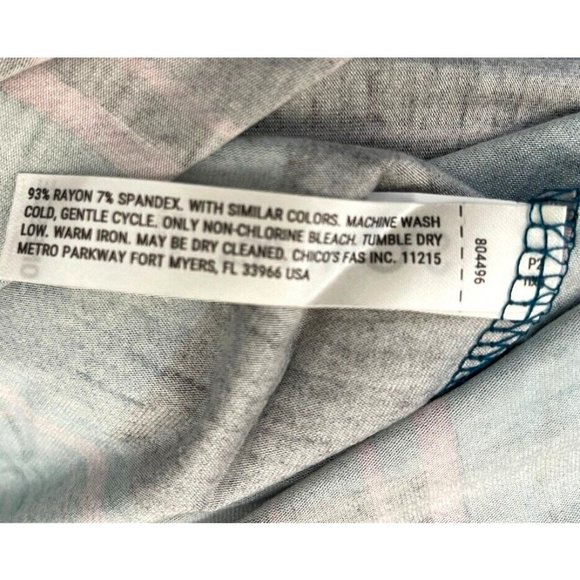 93% RAYON 7% SPANDEX. WITH SIMILAR COLORS. MACHINE WASH
COLD, GENTLE CYCLE. ONLY NON-CHLORINE BLEACH. TUMBLE DRY
LOW. WARM IRON. MAY BE DRY CLEANED. CHICO'S FAS INC. 11215
METRO PARKWAY FORT MYERS, FL 33966 USA
804496